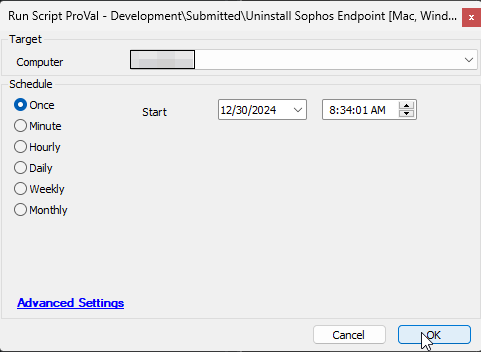 Run Script ProVal - Development\Submitted\Uninstall Sophos Endpoint [Mac, Wind...
Target
Computer
Schedule
Once
Start
12/30/2024
8:34:01 AM
Minute
Hourly
Daily
Weekly
Monthly
Advanced Settings
Cancel
OK